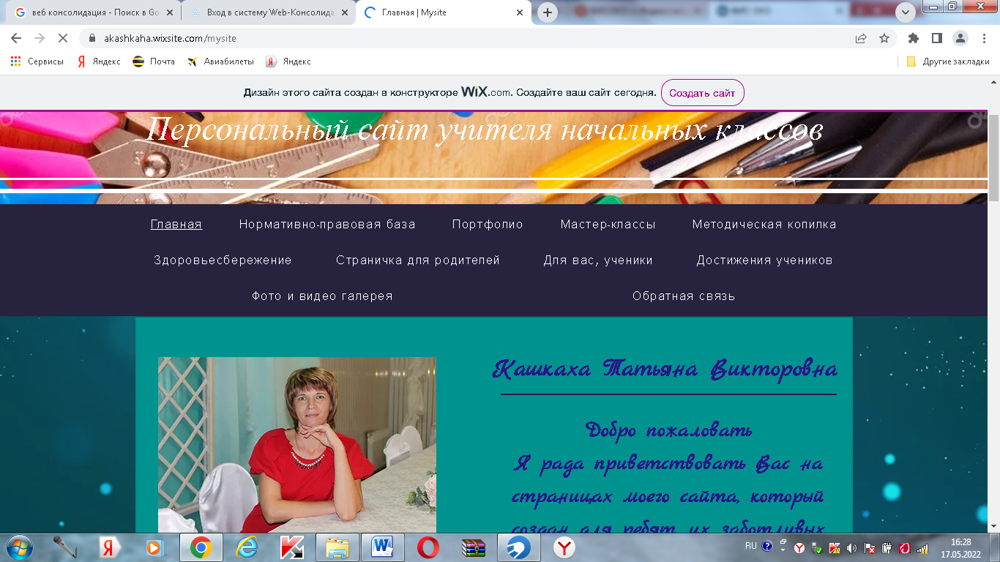 веб консолидация - Поиск в Go
Вход в систему Web-Консолида
Главная | Mysite
akashkaha.wixsite.com/mysite
Сервисы
Яндекс
Почта
Авиабилеты
Яндекс
Другие закладки
Дизайн этого сайта создан в конструкторе WiX.com. Создайте ваш сайт сегодня.
Создать сайт
Персональный сайт учителя начальных классов
Главная
Нормативно-правовая база
Портфолио
Мастер-классы
Методическая копилка
Здоровьесбережение
Страничка для родителей
Для вас, ученики
Достижения учеников
Фото и видео галерея
Обратная связь
Кашкаха Татьяна Викторовна
Добро пожаловать
Я рада приветствовать Вас на
страницах моего сайта, который
создан для ребят, их заботливых
RU
16:28
17.05.2022